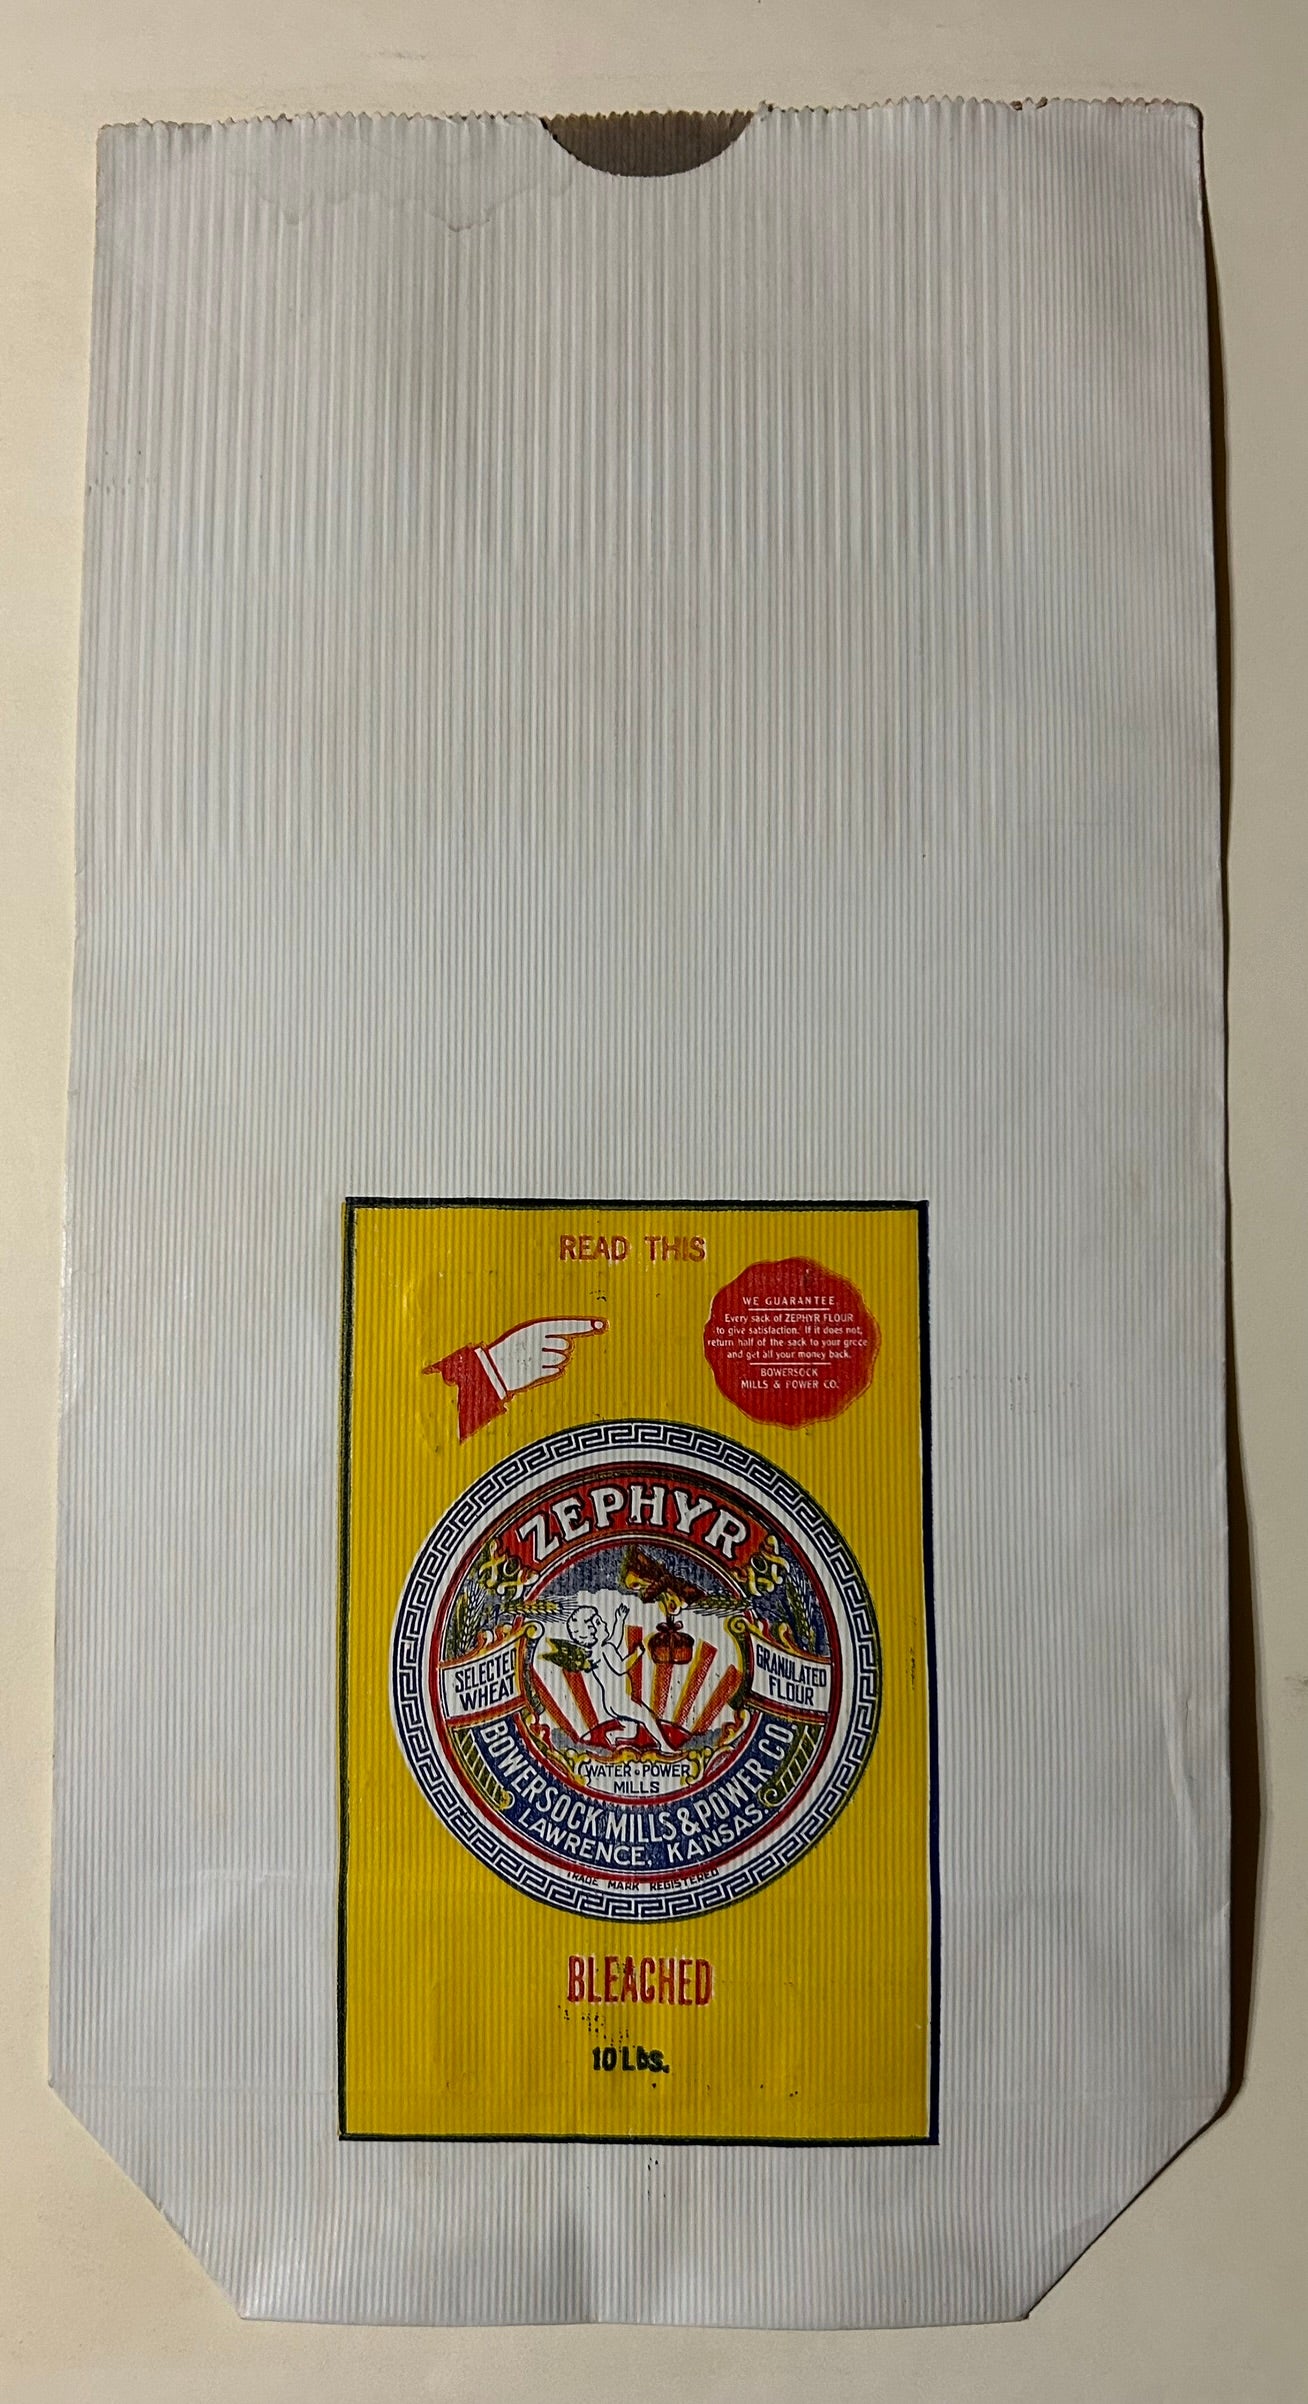 READ THIS
WE GUARANTEE
Every sack of ZEPHYR FLOUR
to give satisfaction. If it does not,
return half of the sack to your groce
and get all your money back.
BOWERSOCK
MILLS & POWER CO.
ZEPHYR
SELECTED
WHEAT
GRANULATED
FLOUR
WATER POWER
MILLS
BOWERSOCK MILLS & POWER CO.
LAWRENCE, KANSAS.
TRADE MARK REGISTERED
BLEACHED
10 Lbs.